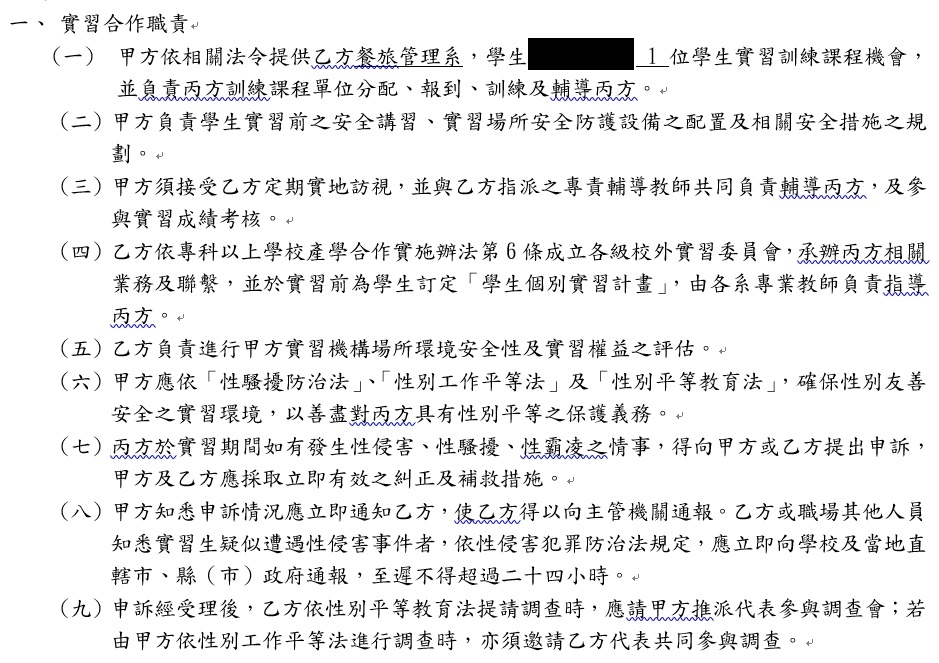 一、 實習合作職責
（一） 甲方依相關法令提供乙方餐旅管理系，學生 1 位學生實習訓練課程機會，
並負責丙方訓練課程單位分配、報到、訓練及輔導丙方。
（二）甲方負責學生實習前之安全講習、實習場所安全防護設備之配置及相關安全措施之規
劃。
（三）甲方須接受乙方定期實地訪視，並與乙方指派之專責輔導教師共同負責輔導丙方，及參
與實習成績考核。
（四）乙方依專科以上學校產學合作實施辦法第 6 條成立各級校外實習委員會，承辦丙方相關
業務及聯繫，並於實習前為學生訂定「學生個別實習計畫」，由各系專業教師負責指導
丙方。
（五）乙方負責進行甲方實習機構場所環境安全性及實習權益之評估。
（六）甲方應依「性騷擾防治法」、「性別工作平等法」及「性別平等教育法」，確保性別友善
安全之實習環境，以善盡對丙方具有性別平等之保護義務。
（七）丙方於實習期間如有發生性侵害、性騷擾、性霸凌之情事，得向甲方或乙方提出申訴，
甲方及乙方應採取立即有效之糾正及補救措施。
（八）甲方知悉申訴情況應立即通知乙方，使乙方得以向主管機關通報。乙方或職場其他人員
知悉實習生疑似遭遇性侵害事件者，依性侵害犯罪防治法規定，應立即向學校及當地直
轄市、縣（市）政府通報，至遲不得超過二十四小時。
（九）申訴經受理後，乙方依性別平等教育法提請調查時，應請甲方推派代表參與調查會；若
由甲方依性別工作平等法進行調查時，亦須邀請乙方代表共同參與調查。